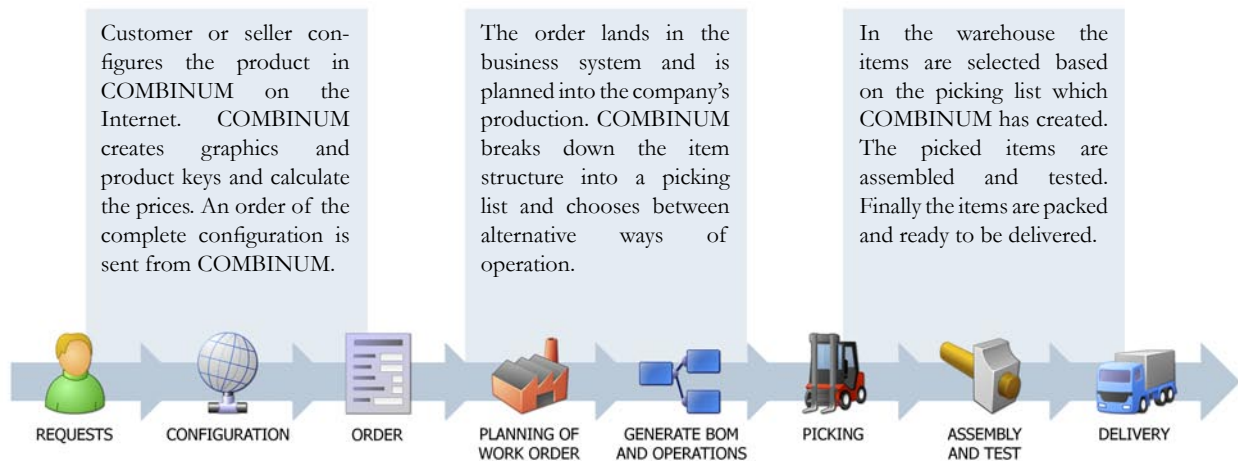 Customer or seller con-
figures the product in
COMBINUM on the
Internet. COMBINUM
creates graphics and
product keys and calculate
the prices. An order of the
complete configuration is
sent from COMBINUM.
The order lands in the
business system and is
planned into the company's
production. COMBINUM
breaks down the item
structure into a picking
list and chooses between
alternative ways of
operation.
In the warehouse the
items are selected based
on the picking list which
COMBINUM has created.
The picked items are
assembled and tested.
Finally the items are packed
and ready to be delivered.
REQUESTS
CONFIGURATION
ORDER
PLANNING OF
WORK ORDER
GENERATE BOM
AND OPERATIONS
PICKING
ASSEMBLY
AND TEST
DELIVERY